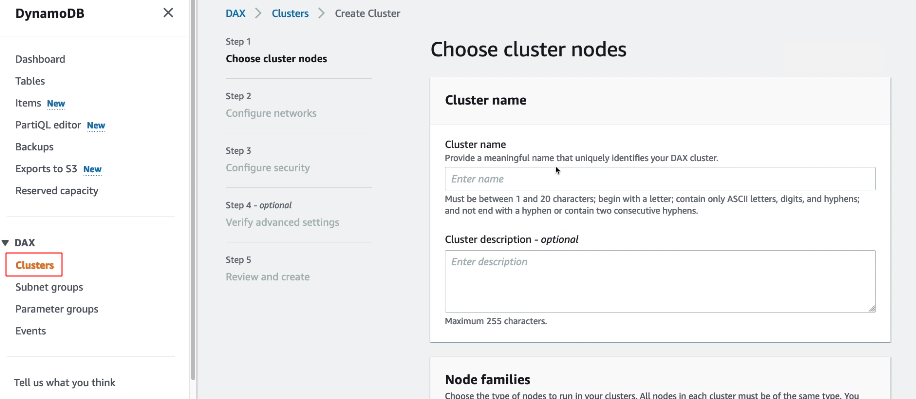 DynamoDB
Dashboard
Tables
Items New
PartiQL editor New
Backups
Exports to S3 New
Reserved capacity
DAX
Clusters
Subnet groups
Parameter groups
Events
Tell us what you think
DAX > Clusters > Create Cluster
Step 1
Choose cluster nodes
Step 2
Configure networks
Step 3
Configure security
Step 4 - optional
Verify advanced settings
Step 5
Review and create
Choose cluster nodes
Cluster name
Cluster name
Provide a meaningful name that uniquely identifies your DAX cluster.
Enter name
Must be between 1 and 20 characters; begin with a letter; contain only ASCII letters, digits, and hyphens;
and not end with a hyphen or contain two consecutive hyphens.
Cluster description - optional
Enter description
Maximum 255 characters.
Node families
Choose the type of nodes to run in your clusters. All nodes in each cluster must be of the same type. You